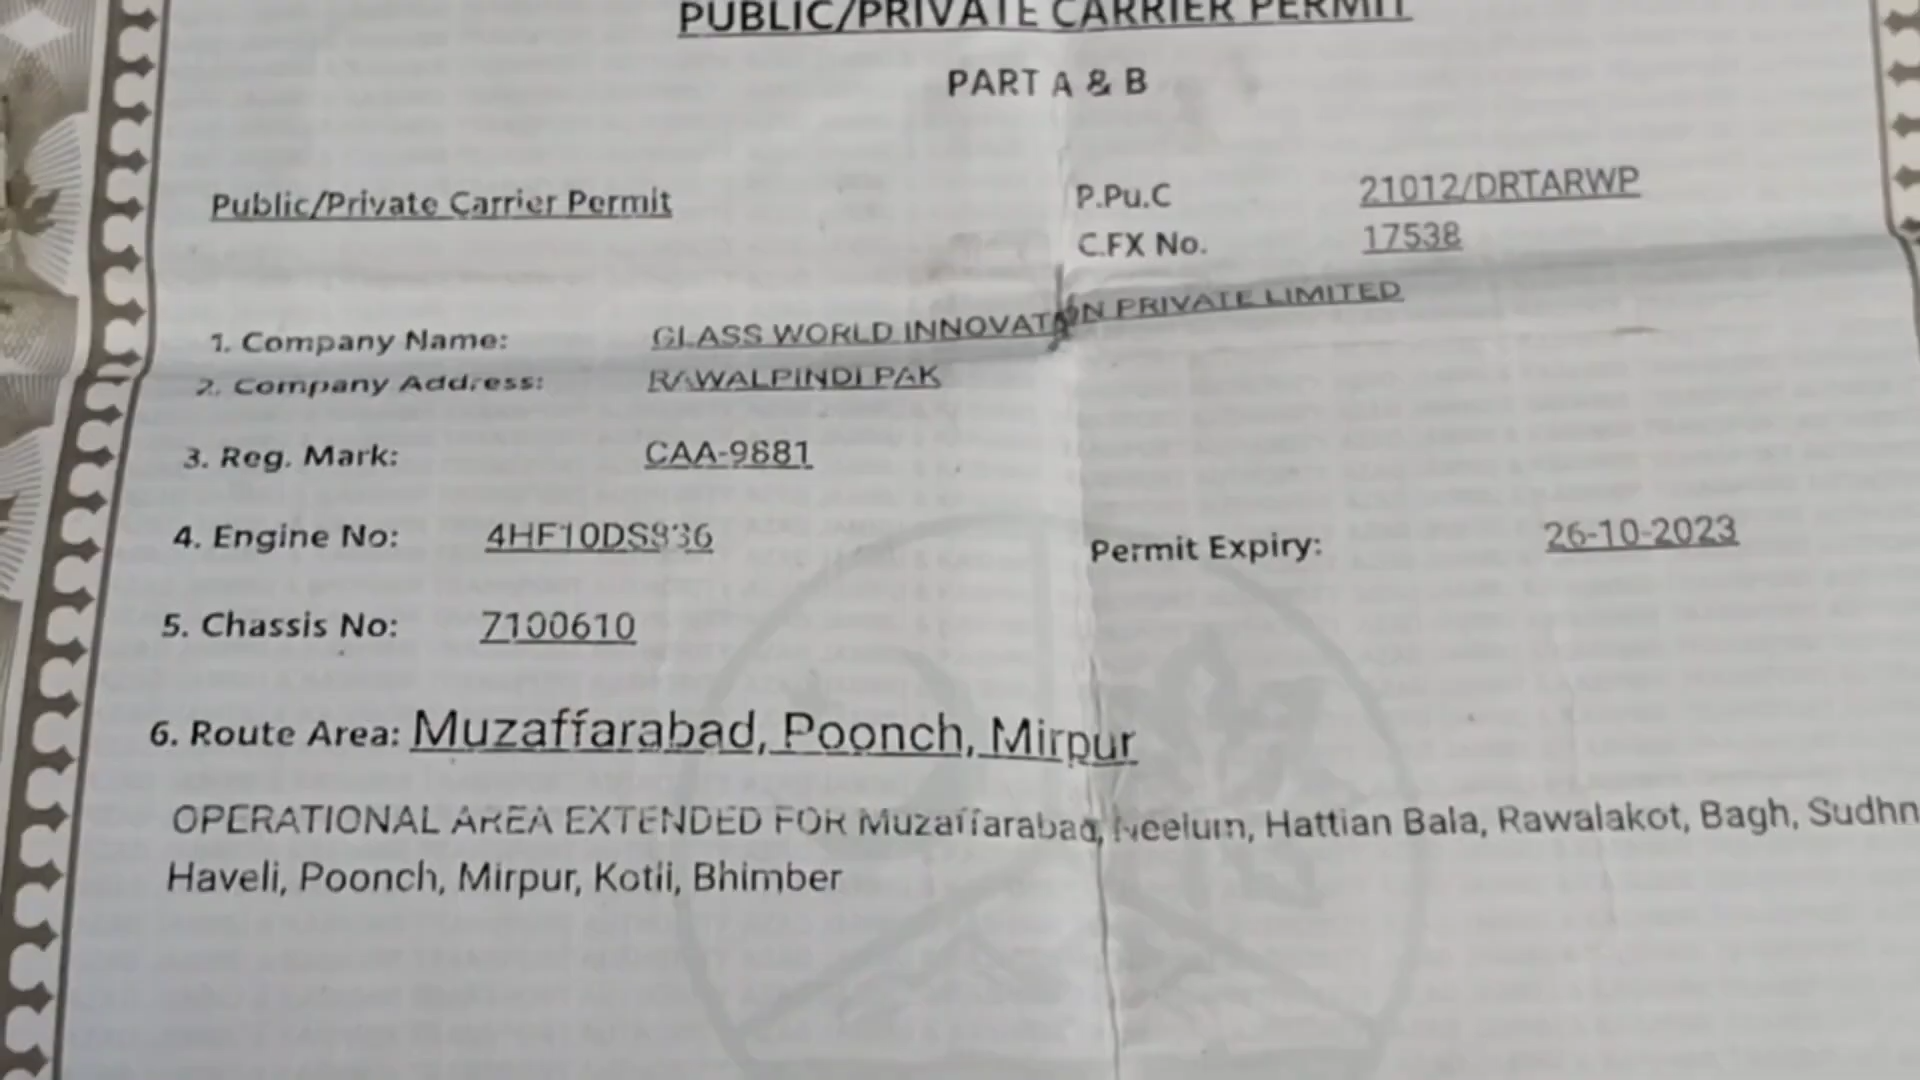 PUBLIC/PRIVATE CARRIER PERMIT
PART A & B
Public/Private Carrier Permit
P.Pu.C 21012/DRTARWP
C.FX No. 17538
1. Company Name: GLASS WORLD PRIVATE LIMITED
2. Company Address: RAWALPINDI PAK
3. Reg. Mark: CAA-9881
4. Engine No:
Permit Expiry: 26-10-2023
5. Chassis No: 7100610
6. Route Area: Muzaffarabad, Poonch, Mirpur
OPERATIONAL AREA EXTENDED FOR Muzaffarabad, Neelum, Hattian Bala, Rawalakot, Bagh, Sudhn
Haveli, Poonch, Mirpur, Kotli, Bhimber